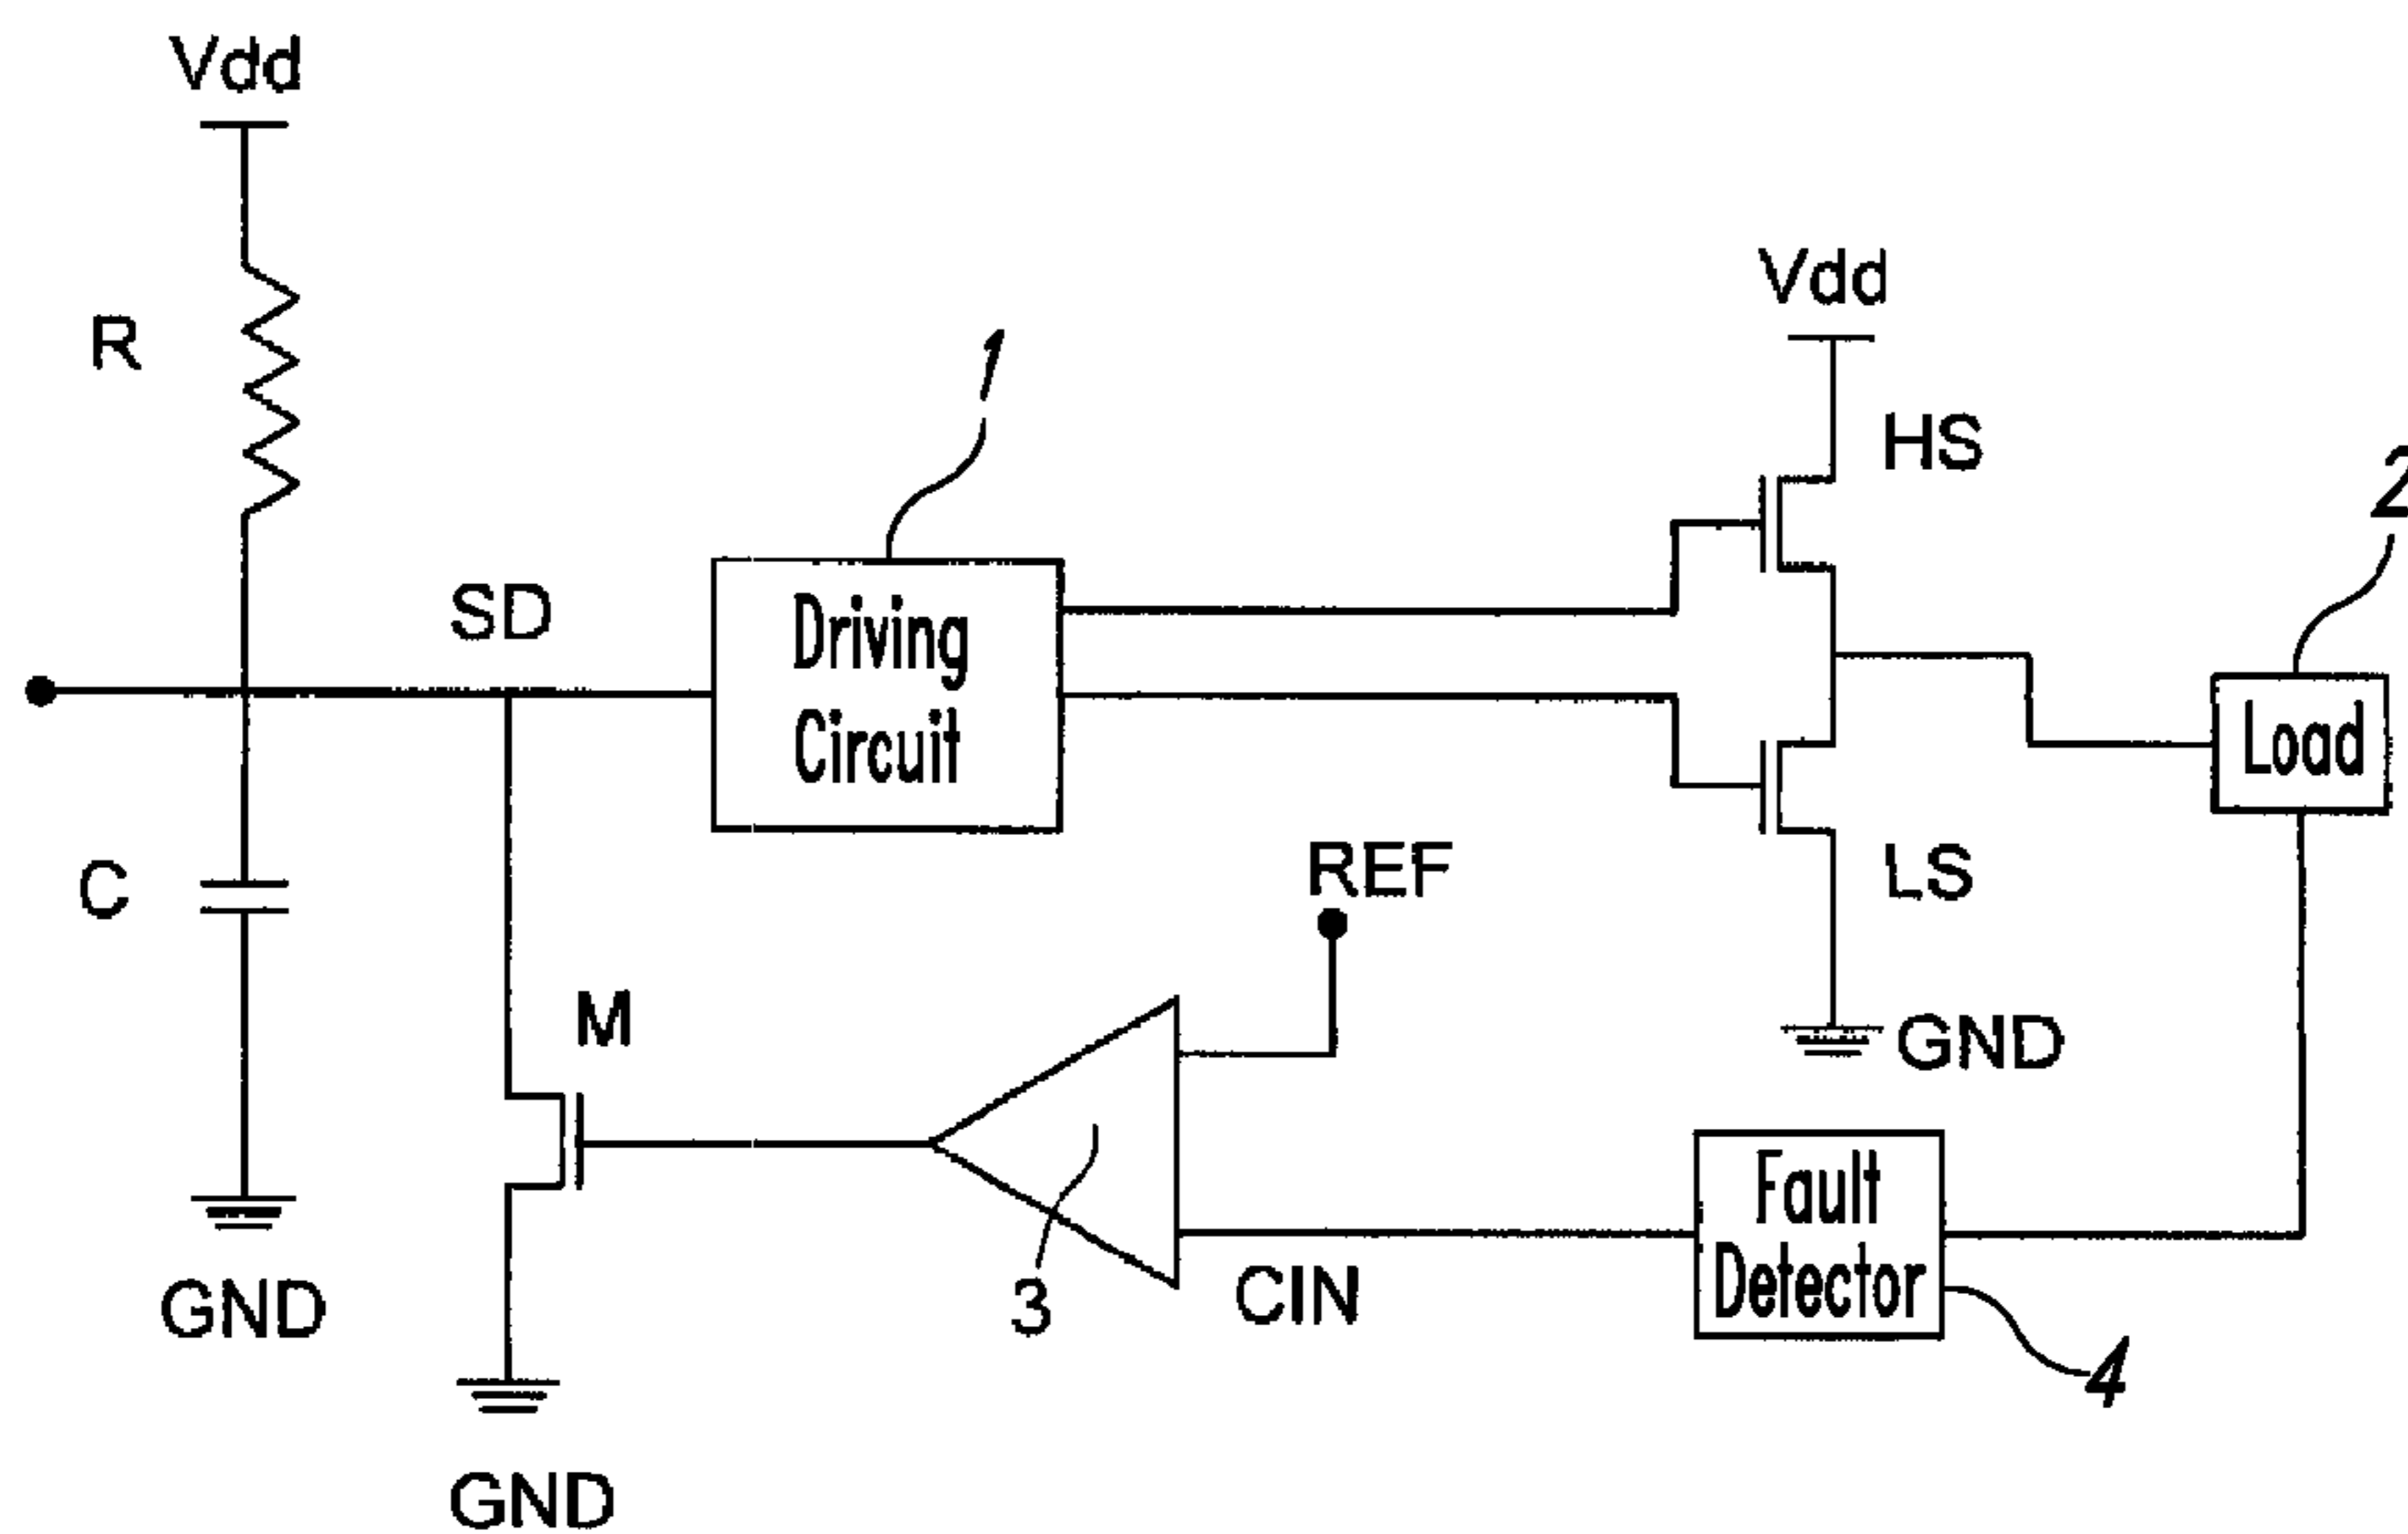 Vdd
R
SD
C
GND
M
GND
1
Driving
Circuit
Vdd
HS
LS
GND
2
Load
REF
3
CIN
Fault
Detector
4